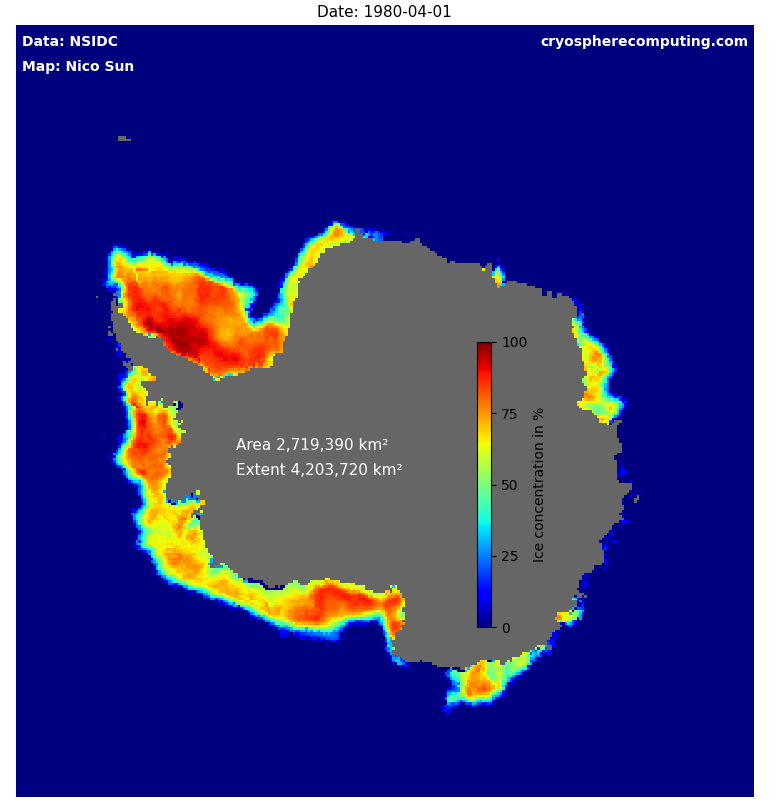 Date: 1980-04-01
Data: NSIDC
cryospherecomputing.com
Map: Nico Sun
100
75
50
25
0
Ice concentration in %
Area 2,719,390 km²
Extent 4,203,720 km²